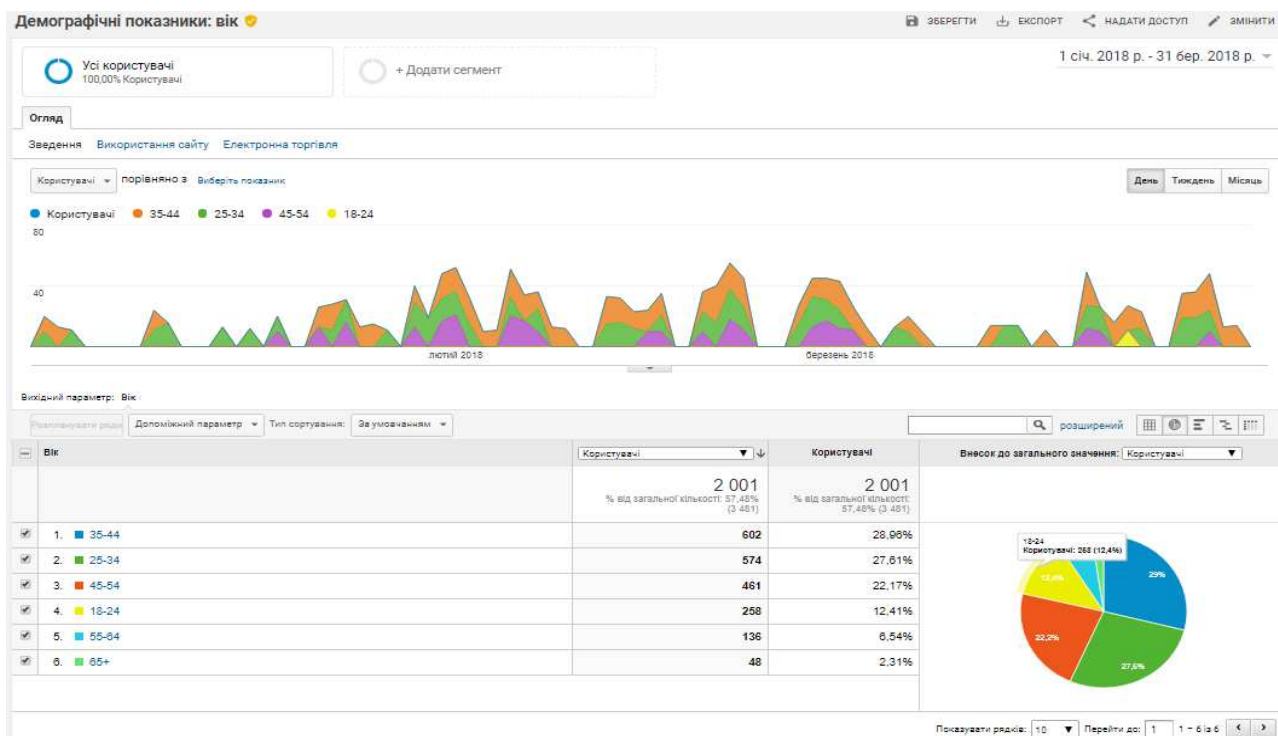 Демографічні показники: вік
ЗБЕРЕГТИ ЕКСПОРТ НАДАТИ ДОСТУП ЗМІНИТИ
Усі користувачі
100,00% Користувачі
+ Додати сегмент
1 січ. 2018 р. - 31 бер. 2018 р.
Огляд
Зведення Використання сайту Електронна торгівля
Користувачі порівняно з Виберіть показник
День Тиждень Місяць
Користувачі 35-44 25-34 45-54 18-24
80
40
лютий 2018 березень 2018
Вихідний параметр: Вік
Допоміжний параметр Тип сортування: За умовчанням
розширений
Вік Користувачі Користувачі Внесок до загального значення: Користувачі
2 001 2 001
% від загальної кількості: 57,48% (3 481) % від загальної кількості: 57,48% (3 481)
1. 35-44 602 28,96%
2. 25-34 574 27,61%
3. 45-54 461 22,17%
4. 18-24 258 12,41%
5. 55-64 136 6,54%
6. 65+ 48 2,31%
18-24
Користувачі: 258 (12,4%)
12,4%
29%
22,2%
27,6%
Показувати рядків: 10 Перейти до: 1 1 – 6 із 6